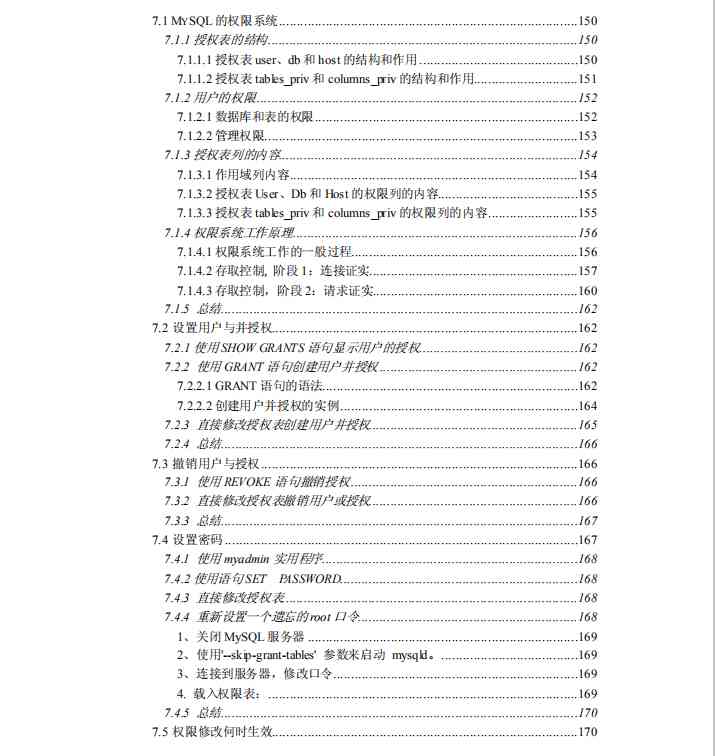 7.1 MYSQL 的权限系统......150
7.1.1 授权表的结构......150
7.1.1.1 授权表 user、db 和 host 的结构和作用......150
7.1.1.2 授权表 tables_priv 和 columns_priv 的结构和作用......151
7.1.2 用户的权限......152
7.1.2.1 数据库和表的权限......152
7.1.2.2 管理权限......153
7.1.3 授权表列的内容......154
7.1.3.1 作用域列内容......154
7.1.3.2 授权表 User、Db 和 Host 的权限列的内容......155
7.1.3.3 授权表 tables_priv 和 columns_priv 的权限列的内容......155
7.1.4 权限系统工作原理......156
7.1.4.1 权限系统工作的一般过程......156
7.1.4.2 存取控制, 阶段 1：连接证实......157
7.1.4.3 存取控制，阶段 2：请求证实......160
7.1.5 总结......162
7.2 设置用户与并授权......162
7.2.1 使用 SHOW GRANTS 语句显示用户的授权......162
7.2.2 使用 GRANT 语句创建用户并授权......162
7.2.2.1 GRANT 语句的语法......162
7.2.2.2 创建用户并授权的实例......164
7.2.3 直接修改授权表创建用户并授权......165
7.2.4 总结......166
7.3 撤销用户与授权......166
7.3.1 使用 REVOKE 语句撤销授权......166
7.3.2 直接修改授权表撤销用户或授权......166
7.3.3 总结......167
7.4 设置密码......167
7.4.1 使用 myadmin 实用程序......168
7.4.2 使用语句 SET PASSWORD......168
7.4.3 直接修改授权表......168
7.4.4 重新设置一个遗忘的 root 口令......168
1、关闭 MySQL 服务器......169
2、使用'--skip-grant-tables' 参数来启动 mysqld。......169
3、连接到服务器，修改口令......169
4. 载入权限表：......169
7.4.5 总结......170
7.5 权限修改何时生效......170